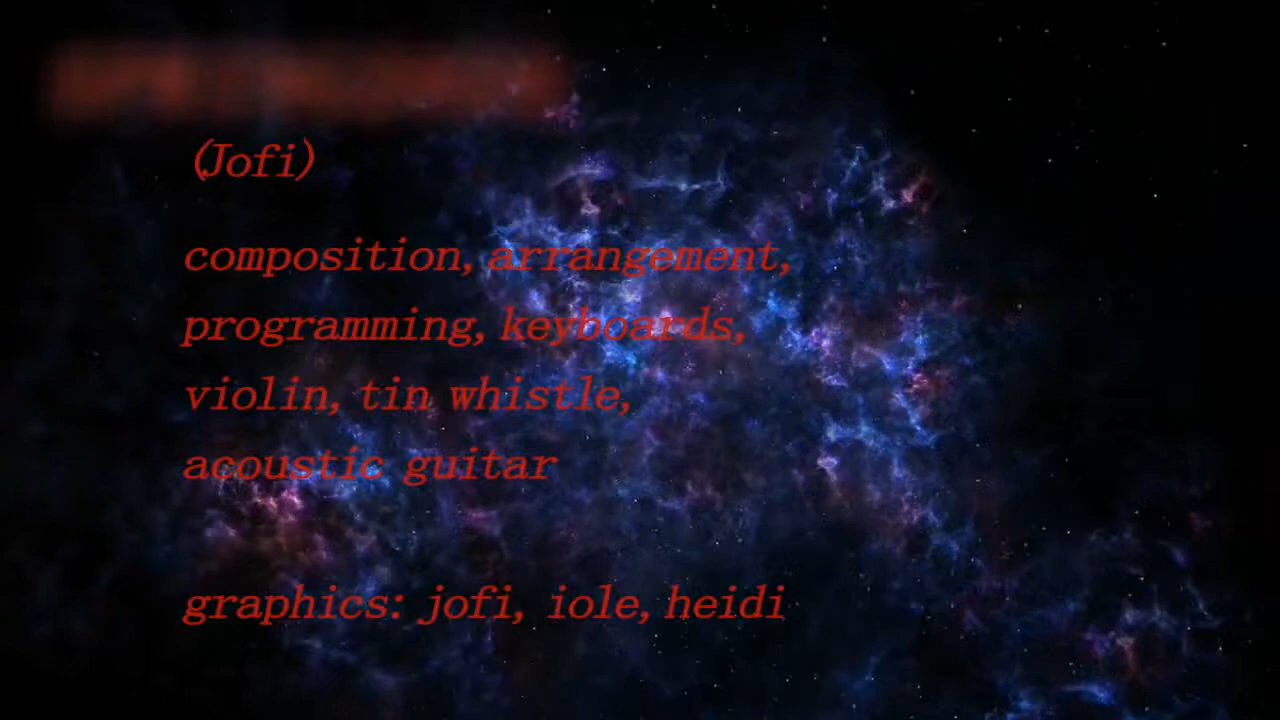 (Jofi)
composition, arrangement,
programming, keyboards,
violin, tin whistle,
acoustic guitar
graphics: jofi, iole, heidi